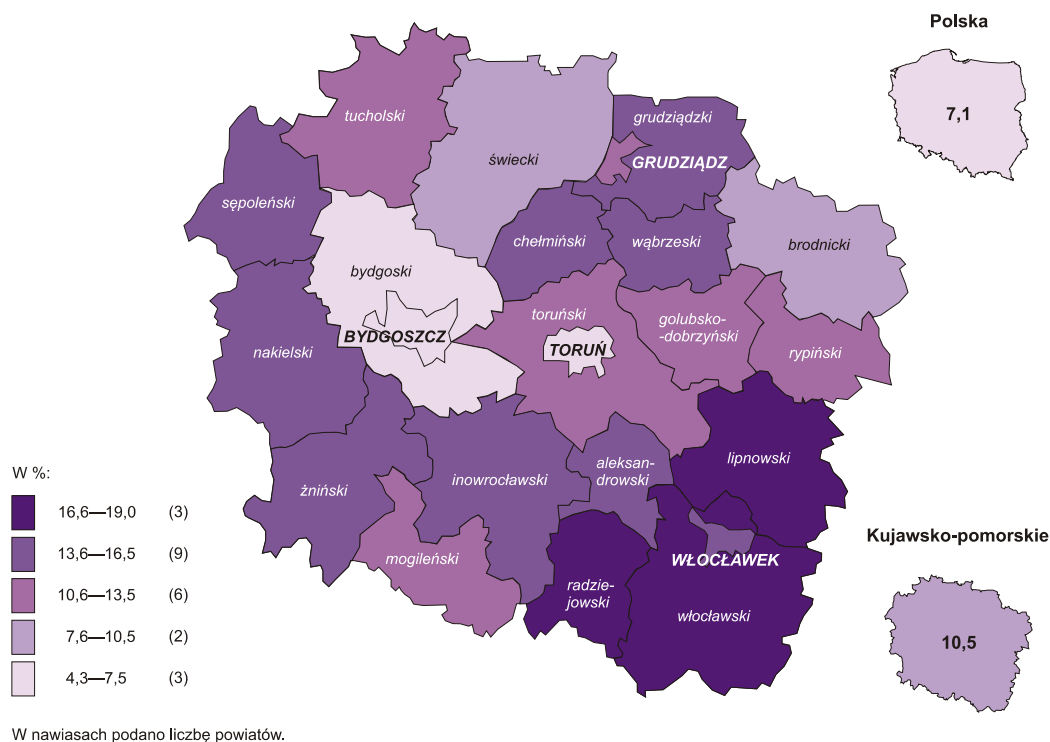 Polska
7,1
tucholski
grudziądzki
świecki
GRUDZIĄDZ
sępoleński
chełmiński
wąbrzeski
brodnicki
bydgoski
toruński
golubsko-
-dobrzyński
BYDGOSZCZ
TORUŃ
rypiński
nakielski
lipnowski
aleksan-
drowski
inowrocławski
żniński
mogileński
WŁOCŁAWEK
radzie-
jowski
włocławski
W %:
16,6—19,0 (3)
13,6—16,5 (9)
10,6—13,5 (6)
7,6—10,5 (2)
4,3—7,5 (3)
Kujawsko-pomorskie
10,5
W nawiasach podano liczbę powiatów.